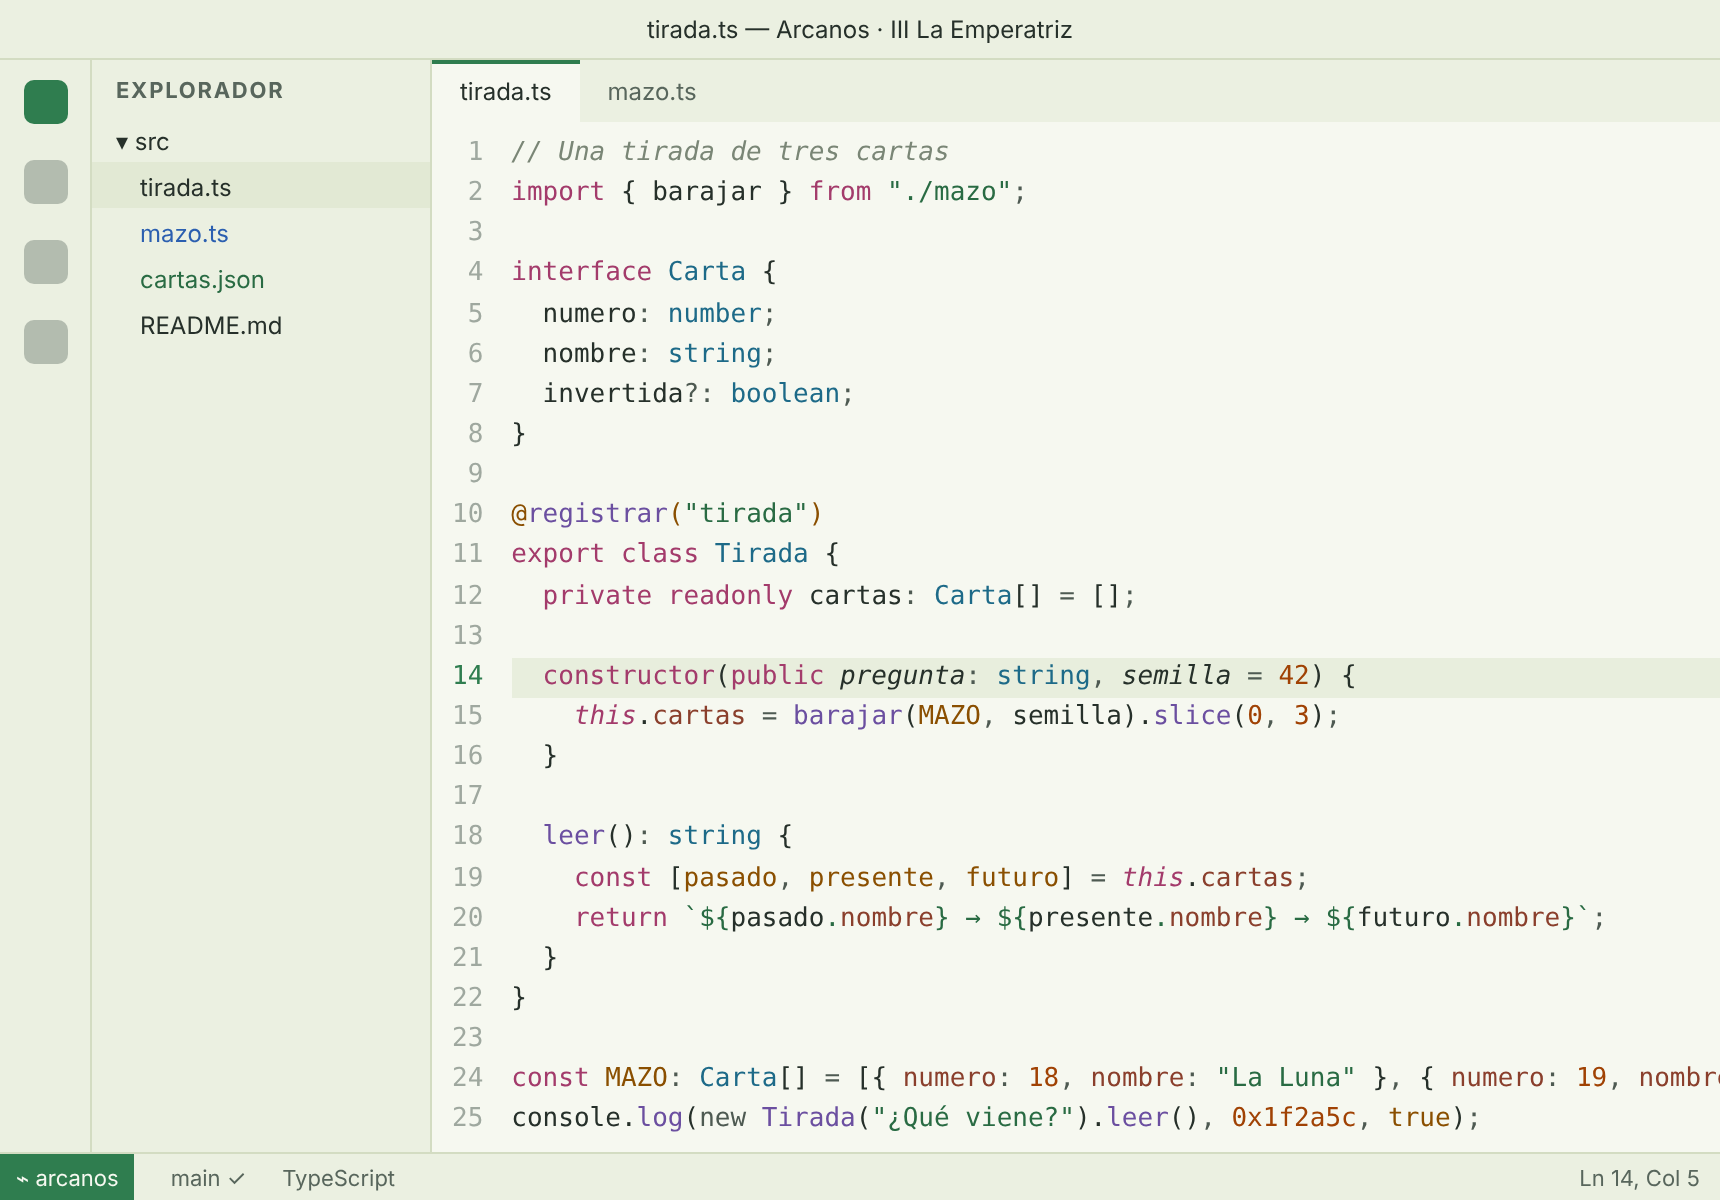 tirada.ts — Arcanos · III La Emperatriz
EXPLORADOR
▾ src
tirada.ts
mazo.ts
cartas.json
README.md
tirada.ts mazo.ts
1 // Una tirada de tres cartas
2 import { barajar } from "./mazo";
3
4 interface Carta {
5   numero: number;
6   nombre: string;
7   invertida?: boolean;
8 }
9
10 @registrar("tirada")
11 export class Tirada {
12   private readonly cartas: Carta[] = [];
13
14   constructor(public pregunta: string, semilla = 42) {
15     this.cartas = barajar(MAZO, semilla).slice(0, 3);
16   }
17
18   leer(): string {
19     const [pasado, presente, futuro] = this.cartas;
20     return `${pasado.nombre} → ${presente.nombre} → ${futuro.nombre}`;
21   }
22 }
23
24 const MAZO: Carta[] = [{ numero: 18, nombre: "La Luna" }, { numero: 19, nombr
25 console.log(new Tirada("¿Qué viene?").leer(), 0x1f2a5c, true);
⌁ arcanos main ✓ TypeScript Ln 14, Col 5